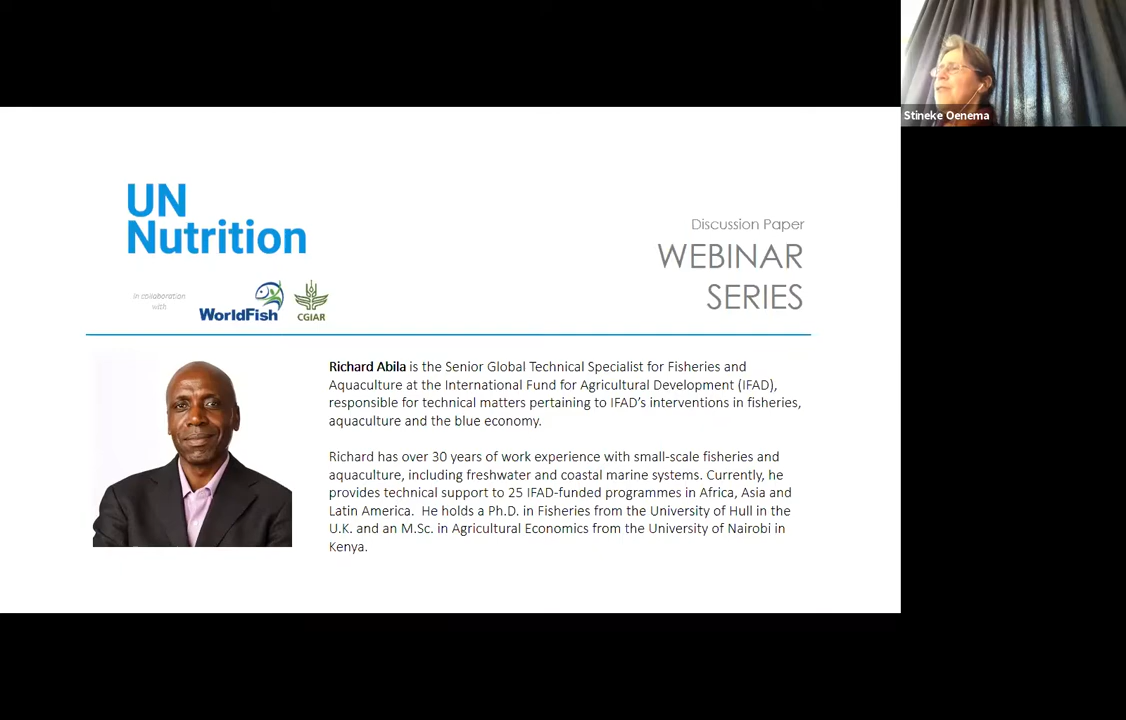 Stineke Oenema
UN
Nutrition
Discussion Paper
WEBINAR
SERIES
In collaboration
with
WorldFish
CGIAR
Richard Abila is the Senior Global Technical Specialist for Fisheries and
Aquaculture at the International Fund for Agricultural Development (IFAD),
responsible for technical matters pertaining to IFAD's interventions in fisheries,
aquaculture and the blue economy.
Richard has over 30 years of work experience with small-scale fisheries and
aquaculture, including freshwater and coastal marine systems. Currently, he
provides technical support to 25 IFAD-funded programmes in Africa, Asia and
Latin America. He holds a Ph.D. in Fisheries from the University of Hull in the
U.K. and an M.Sc. in Agricultural Economics from the University of Nairobi in
Kenya.